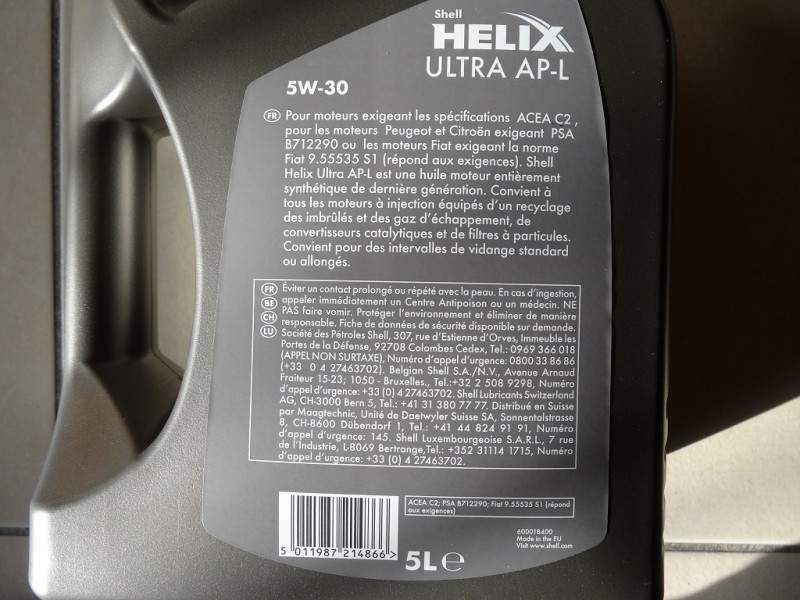 Shell
HELIX
ULTRA AP-L
5W-30
FR Pour moteurs exigeant les spécifications ACEA C2,
pour les moteurs Peugeot et Citroën exigeant PSA
B712290 ou les moteurs Fiat exigeant la norme
Fiat 9.55535 S1 (répond aux exigences). Shell
Helix Ultra AP-L est une huile moteur entièrement
synthétique de dernière génération. Convient à
tous les moteurs à injection équipés d'un recyclage
des imbrûlés et des gaz d'échappement, de
convertisseurs catalytiques et de filtres à particules.
Convient pour des intervalles de vidange standard
ou allongés.
FR Éviter un contact prolongé ou répété avec la peau. En cas d'ingestion,
BE appeler immédiatement un Centre Antipoison ou un médecin. NE
CH PAS faire vomir. Protéger l'environnement et éliminer de manière
LU responsable. Fiche de données de sécurité disponible sur demande.
Société des Pétroles Shell, 307, rue d'Estienne d'Orves, Immeuble les
Portes de la Défense, 92708 Colombes Cedex, Tel.: 0969 366 018
(APPEL NON SURTAXE), Numéro d'appel d'urgence: 0800 33 86 86
(+33 0 4 27463702). Belgian Shell S.A./N.V., Avenue Arnaud
Fraiteur 15-23; 1050 - Bruxelles., Tel.:+32 2 508 9298, Numéro
d'appel d'urgence: +33 (0) 4 27463702. Shell Lubricants Switzerland
AG, CH-3000 Bern 5, Tel.: +41 31 380 77 77. Distribué en Suisse
par Maagtechnic, Unité de Daetwyler Suisse SA, Sonnentalstrasse
8, CH-8600 Dübendorf 1, Tel.: +41 44 824 91 91, Numéro
d'appel d'urgence: 145. Shell Luxembourgeoise S.A.R.L., 7 rue
de l'Industrie, L-8069 Bertrange,Tel:+352 31114 1715, Numéro
d'appel d'urgence: +33 (0) 4 27463702.
ACEA C2; PSA B712290; Fiat 9.55535 S1 (répond
aux exigences)
600018400
Made in the EU
Visit www.shell.com
5 011987 214866>
5L e